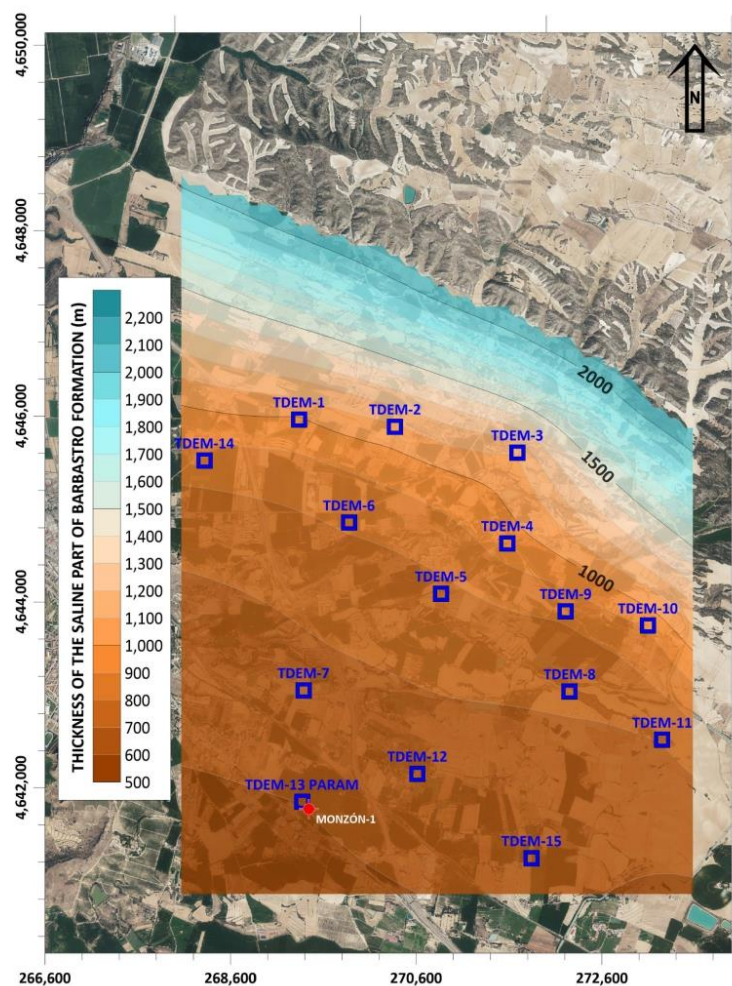 4,650,000
N
4,648,000
2000
THICKNESS OF THE SALINE PART OF BARBASTRO FORMATION (m)
2,200
2,100
2,000
1,900
1,800
1,700
1,600
1,500
1,400
1,300
1,200
1,100
1,000
900
800
700
600
500
4,646,000
TDEM-1
TDEM-2
TDEM-3
TDEM-14
1500
TDEM-6
TDEM-4
1000
TDEM-5
TDEM-9
TDEM-10
4,644,000
TDEM-7
TDEM-8
TDEM-11
TDEM-12
4,642,000
TDEM-13 PARAM
MONZÓN-1
TDEM-15
266,600
268,600
270,600
272,600